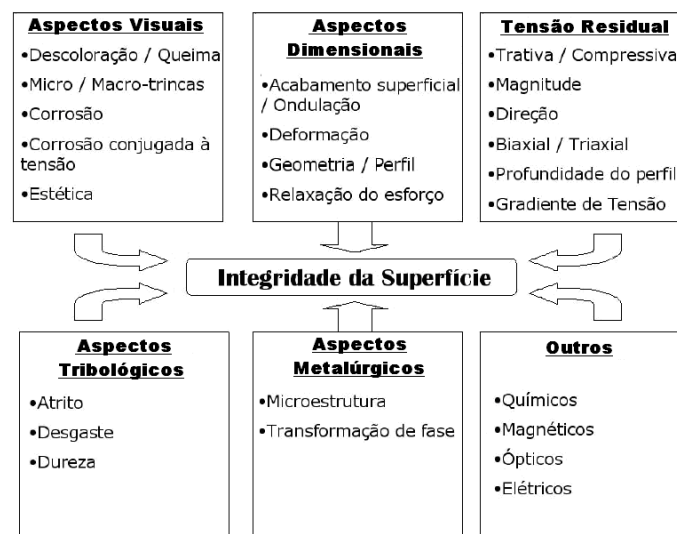 Aspectos Visuais
•Descoloração / Queima
•Micro / Macro-trincas
•Corrosão
•Corrosão conjugada à
tensão
•Estética
Aspectos
Dimensionais
•Acabamento superficial
/ Ondulação
•Deformação
•Geometria / Perfil
•Relaxação do esforço
Tensão Residual
•Trativa / Compressiva
•Magnitude
•Direção
•Biaxial / Triaxial
•Profundidade do perfil
•Gradiente de Tensão
Integridade da Superfície
Aspectos
Tribológicos
•Atrito
•Desgaste
•Dureza
Aspectos
Metalúrgicos
•Microestrutura
•Transformação de fase
Outros
•Químicos
•Magnéticos
•Ópticos
•Elétricos